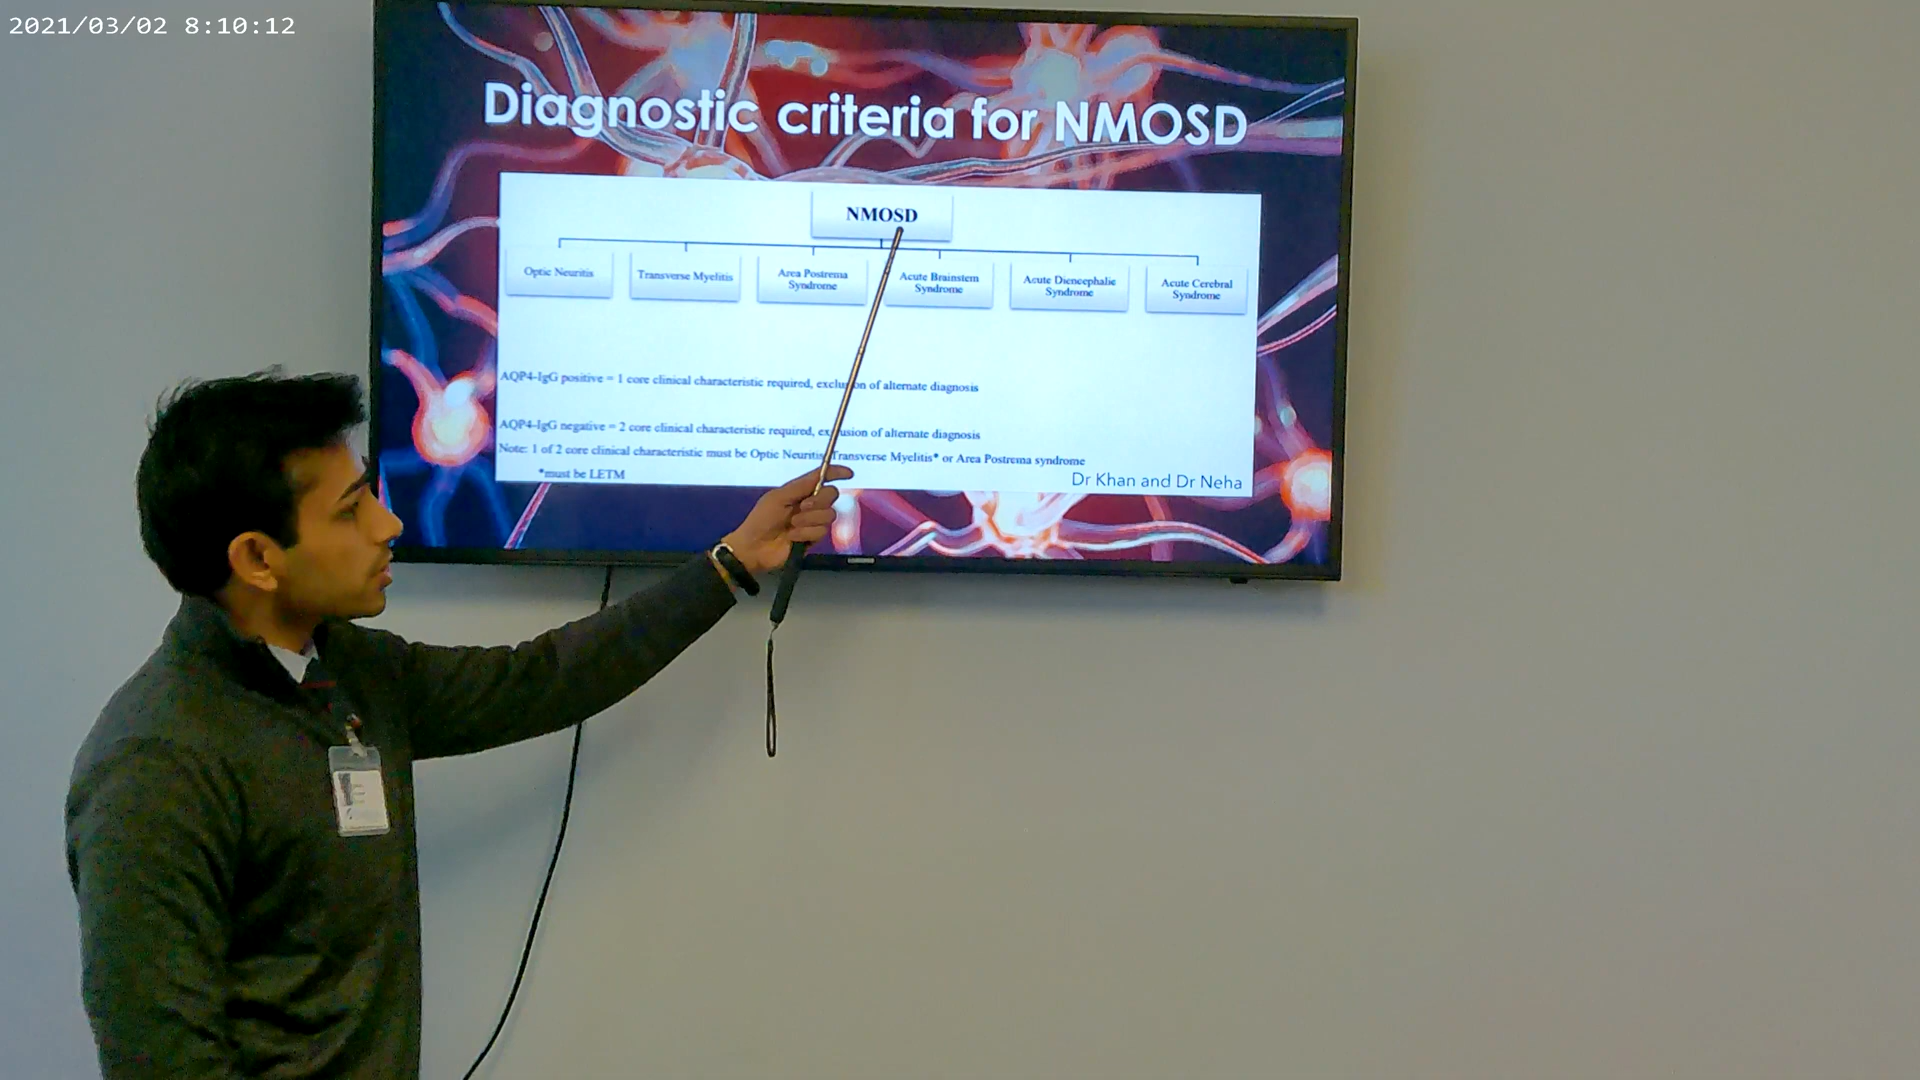 2021/03/02 8:10:12
Diagnostic criteria for NMOSD
NMOSD
Optic Neuritis
Transverse Myelitis
Area Postrema
Syndrome
Acute Brainstem
Syndrome
Acute Diencephalic
Syndrome
Acute Cerebral
Syndrome
AQP4-IgG positive = 1 core clinical characteristic required, of alternate diagnosis
AQP4-IgG negative = 2 core clinical characteristic required, of alternate diagnosis
Note: 1 of 2 core clinical characteristic must be Optic Neuritis Transverse Myelitis* or Area Postrema syndrome
*must be LETM
Dr Khan and Dr Neha